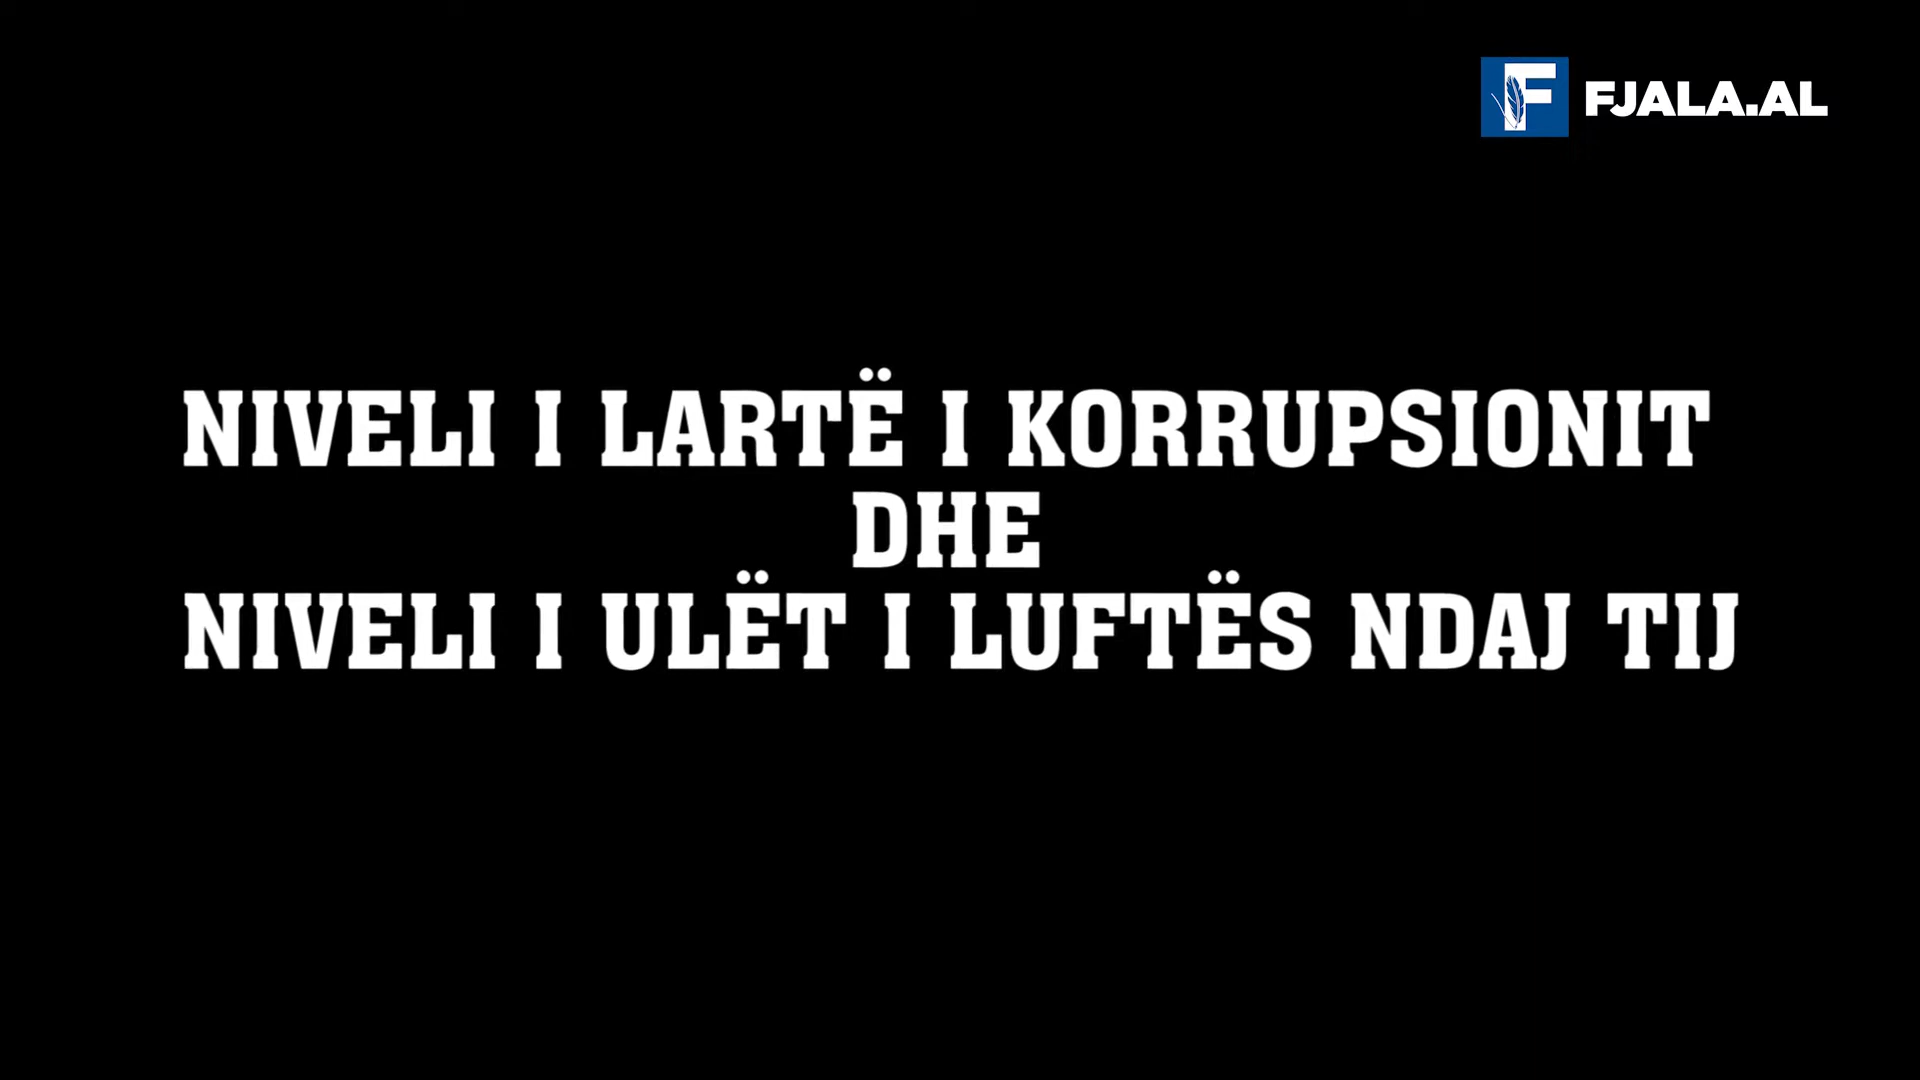 F FJALA.AL
NIVELI I LARTË I KORRUPSIONIT
DHE
NIVELI I ULËT I LUFTËS NDAJ TIJ